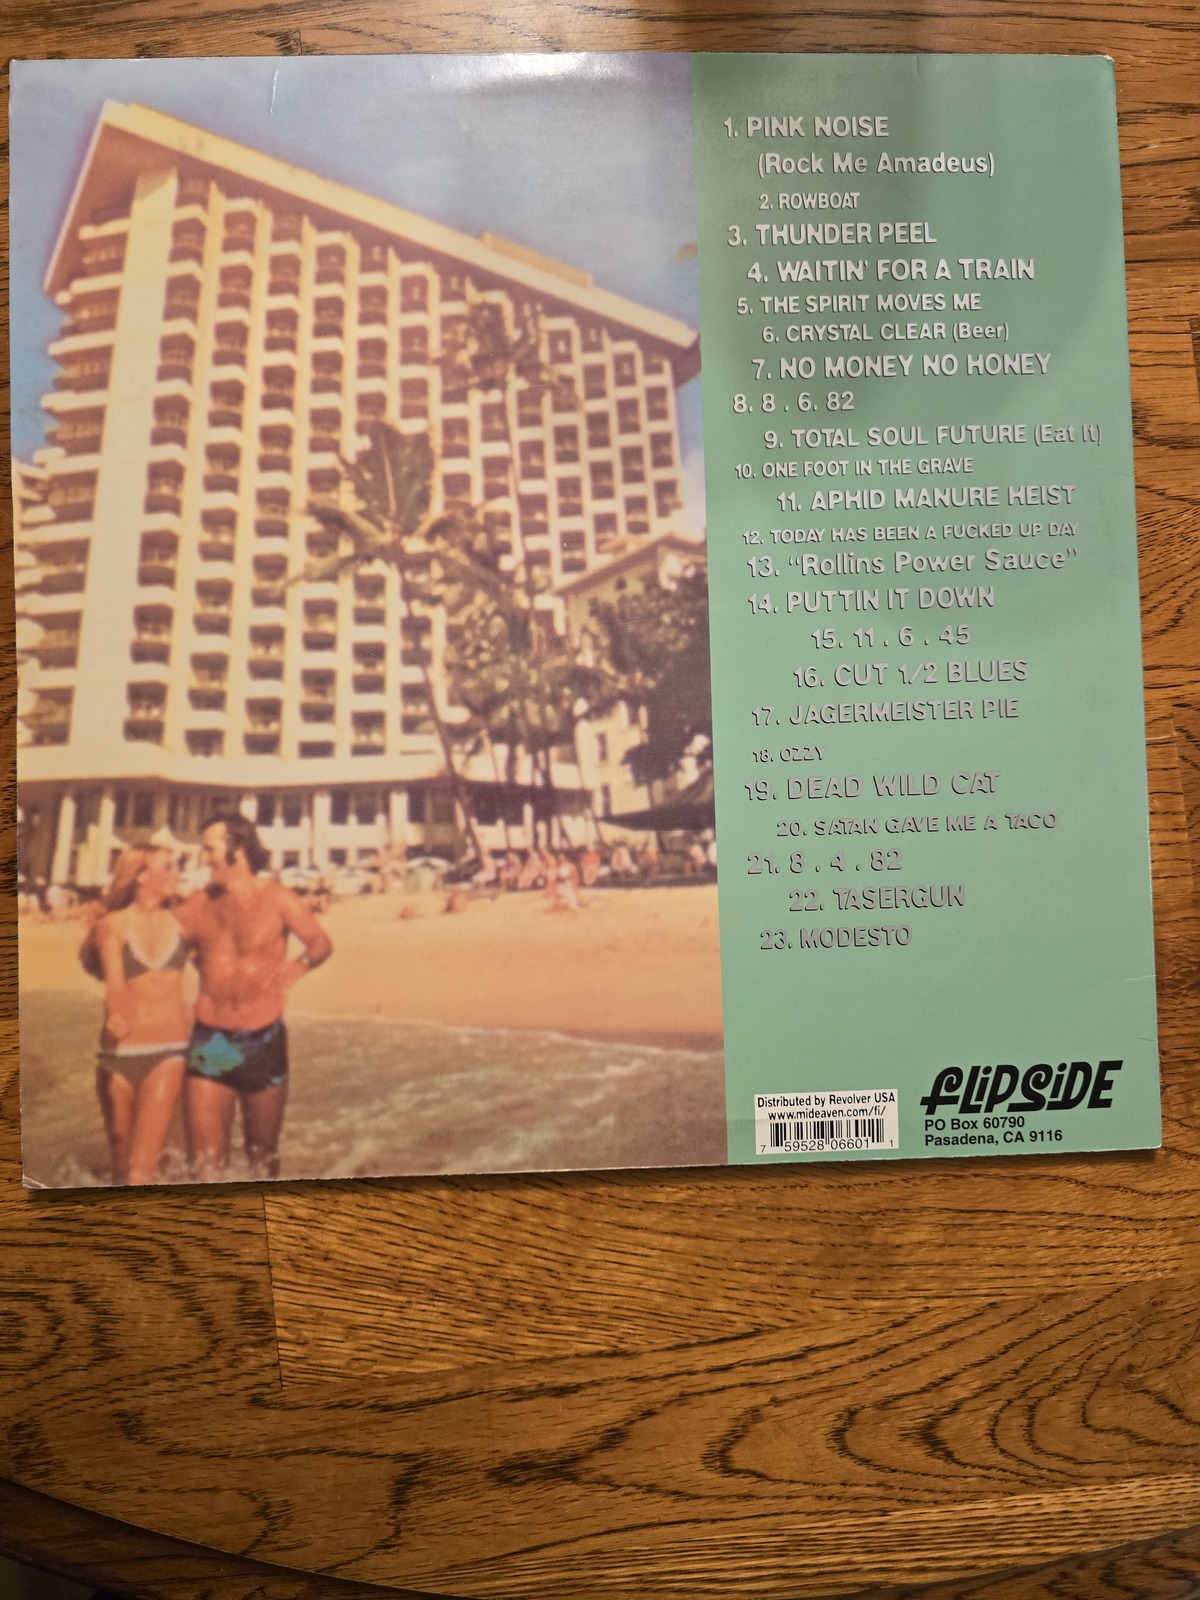 1. PINK NOISE
(Rock Me Amadeus)
2. ROWBOAT
3. THUNDER PEEL
4. WAITIN' FOR A TRAIN
5. THE SPIRIT MOVES ME
6. CRYSTAL CLEAR (Beer)
7. NO MONEY NO HONEY
8. 8 . 6. 82
9. TOTAL SOUL FUTURE (Eat It)
10. ONE FOOT IN THE GRAVE
11. APHID MANURE HEIST
12. TODAY HAS BEEN A FUCKED UP DAY
13. “Rollins Power Sauce”
14. PUTTIN IT DOWN
15. 11 . 6 . 45
16. CUT 1/2 BLUES
17. JAGERMEISTER PIE
18. OZZY
19. DEAD WILD CAT
20. SATAN GAVE ME A TACO
21. 8 . 4 . 82
22. TASERGUN
23. MODESTO
Distributed by Revolver USA
www.mideaven.com/fi/
7 59528 06601 1
FLiPSiDE
PO Box 60790
Pasadena, CA 9116